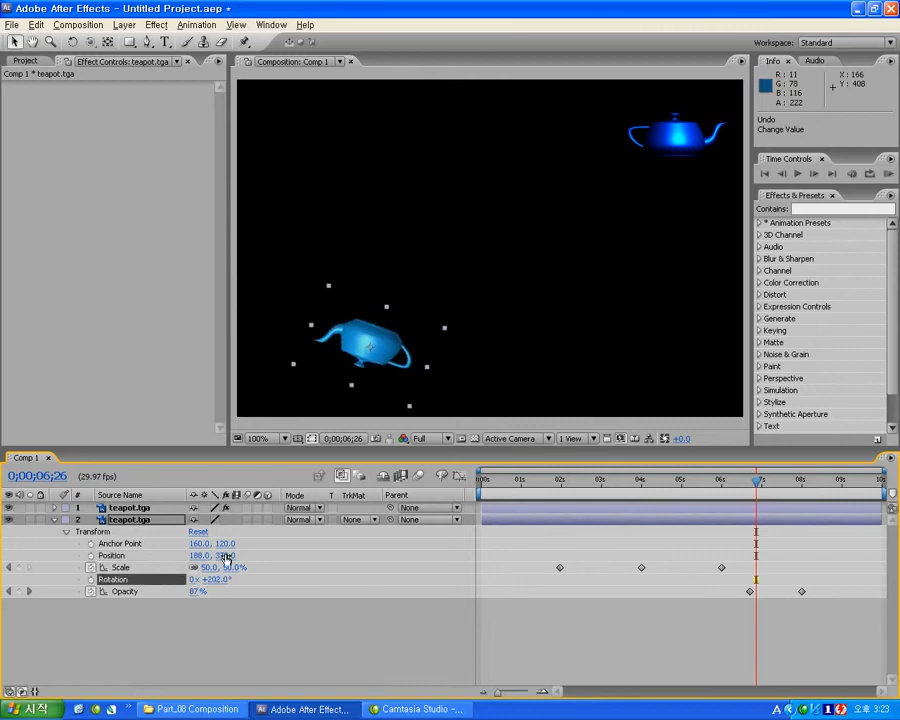 Adobe After Effects - Untitled Project.aep *
File Edit Composition Layer Effect Animation View Window Help
Workspace: Standard
Project Effect Controls: teapot.tga
Comp 1 * teapot.tga
Composition: Comp 1
Info Audio
R : 11
G : 78
B : 116
A : 222
X : 166
Y : 408
Undo
Change Value
Time Controls
Effects & Presets
Contains:
* Animation Presets
3D Channel
Audio
Blur & Sharpen
Channel
Color Correction
Distort
Expression Controls
Generate
Keying
Matte
Noise & Grain
Paint
Perspective
Simulation
Stylize
Synthetic Aperture
Text
100% 0;00;06;26 Full Active Camera 1 View +0.0
Comp 1
0;00;06;26 (29.97 fps)
:00s 01s 02s 03s 04s 05s 06s 7s 08s 09s 10s
# Source Name Mode T TrkMat Parent
1 teapot.tga Normal None
2 teapot.tga Normal None None
Transform Reset
Anchor Point 160.0, 120.0
Position 188.0,
Scale 50.0, 50.0%
Rotation 0x +202.0°
Opacity 87%
시작 Part_08 Composition Adobe After Effect... Camtasia Studio -... A 오후 3:23